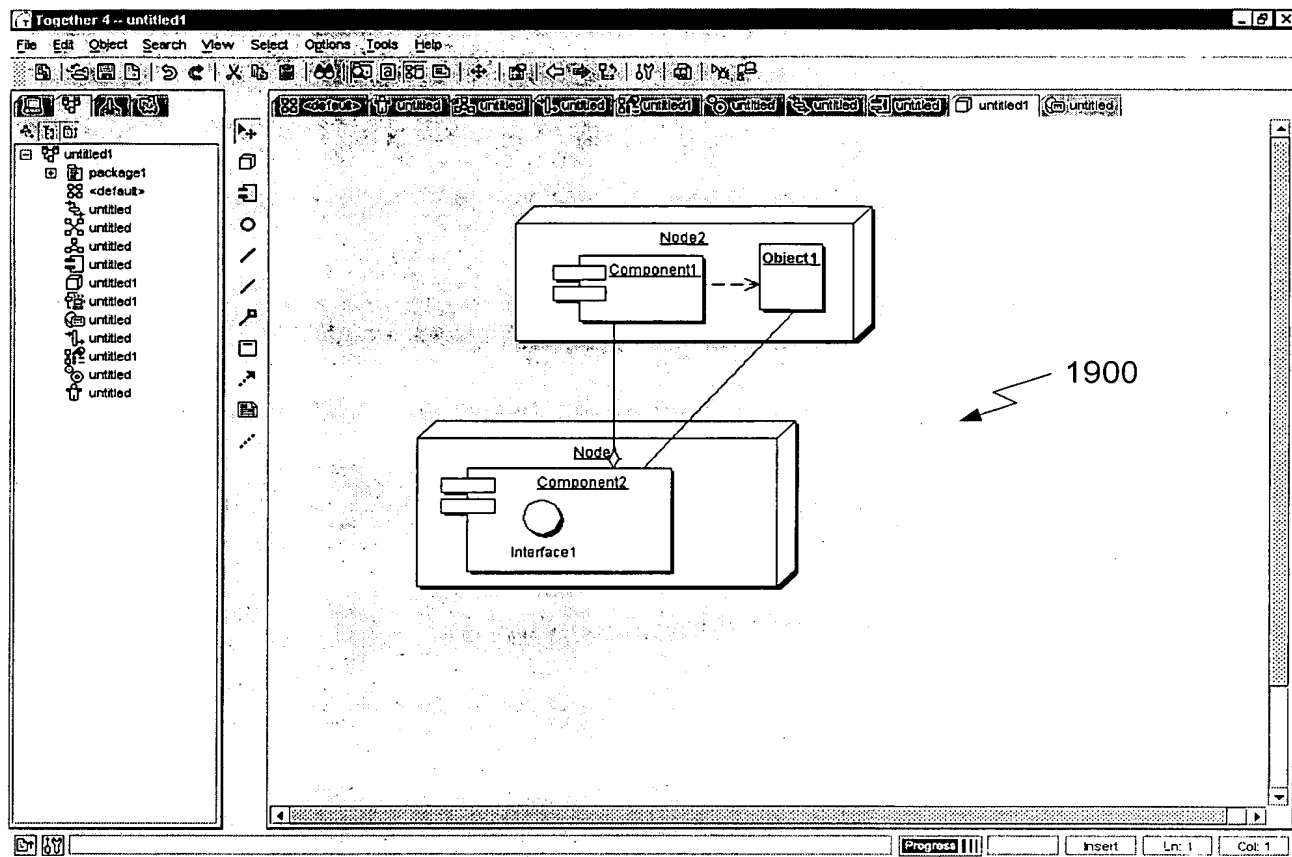 Together 4 -- untitled1
File Edit Object Search View Select Options Tools Help
<default> untitled untitled untitled untitled1 untitled untitled untitled untitled1 untitled
untitled1
package1
<default>
untitled
untitled
untitled
untitled
untitled1
untitled1
untitled
untitled
untitled1
untitled
untitled
Node2
Component1
Object1
1900
Node
Component2
Interface1
Progress
Insert
Ln: 1
Col: 1